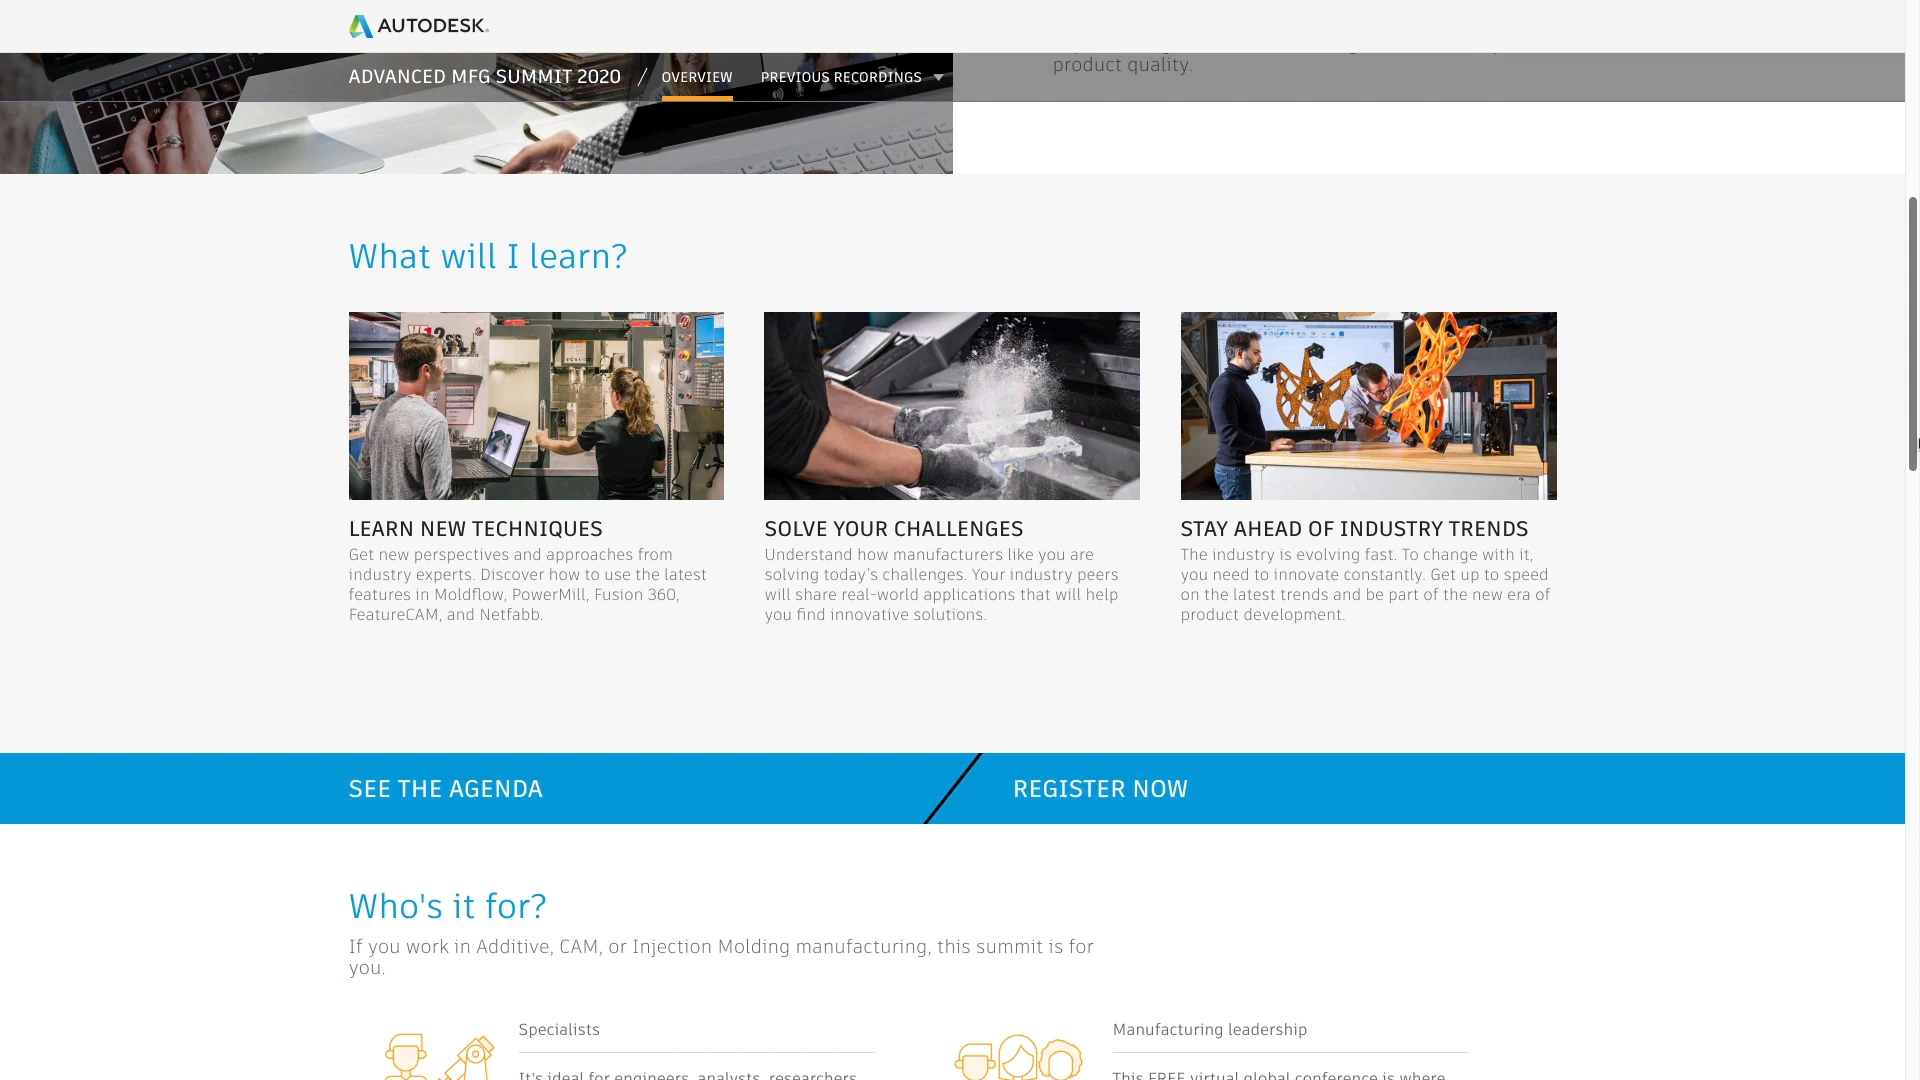 AUTODESK
product quality.
ADVANCED MFG SUMMIT 2020 / OVERVIEW PREVIOUS RECORDINGS
What will I learn?
LEARN NEW TECHNIQUES
Get new perspectives and approaches from
industry experts. Discover how to use the latest
features in Moldflow, PowerMill, Fusion 360,
FeatureCAM, and Netfabb.
SOLVE YOUR CHALLENGES
Understand how manufacturers like you are
solving today's challenges. Your industry peers
will share real-world applications that will help
you find innovative solutions.
STAY AHEAD OF INDUSTRY TRENDS
The industry is evolving fast. To change with it,
you need to innovate constantly. Get up to speed
on the latest trends and be part of the new era of
product development.
SEE THE AGENDA
REGISTER NOW
Who's it for?
If you work in Additive, CAM, or Injection Molding manufacturing, this summit is for
you.
Specialists
It's ideal for engineers, analysts, researchers,
Manufacturing leadership
This FREE virtual global conference is where